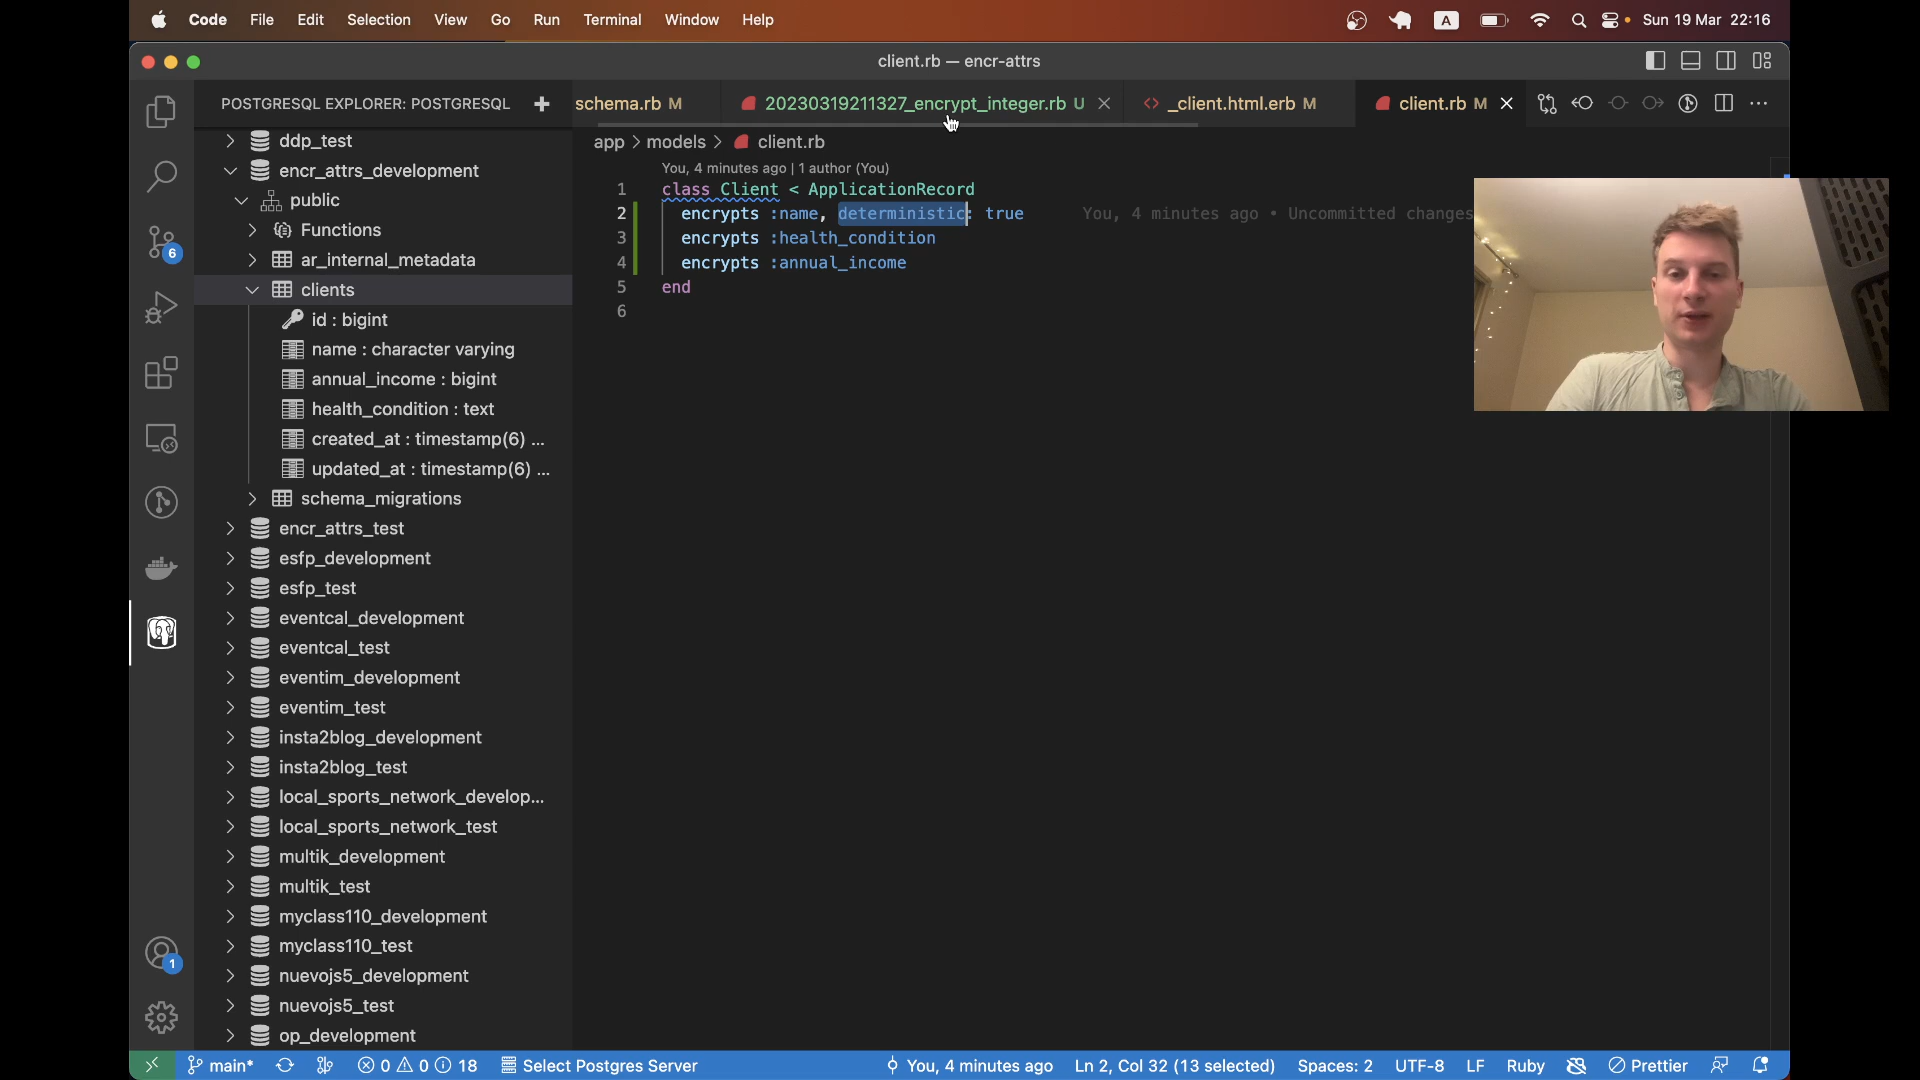 Code File Edit Selection View Go Run Terminal Window Help A Sun 19 Mar 22:16
client.rb — encr-attrs
POSTGRESQL EXPLORER: POSTGRESQL
schema.rb M 20230319211327_encrypt_integer.rb U _client.html.erb M client.rb M
app > models > client.rb
ddp_test
encr_attrs_development
public
Functions
ar_internal_metadata
clients
id : bigint
name : character varying
annual_income : bigint
health_condition : text
created_at : timestamp(6) ...
updated_at : timestamp(6) ...
schema_migrations
encr_attrs_test
esfp_development
esfp_test
eventcal_development
eventcal_test
eventim_development
eventim_test
insta2blog_development
insta2blog_test
local_sports_network_develop...
local_sports_network_test
multik_development
multik_test
myclass110_development
myclass110_test
nuevojs5_development
nuevojs5_test
op_development
6
1
You, 4 minutes ago | 1 author (You)
1 class Client < ApplicationRecord
2 encrypts :name, deterministic: true You, 4 minutes ago • Uncommitted changes
3 encrypts :health_condition
4 encrypts :annual_income
5 end
6
main* 0 0 18 Select Postgres Server You, 4 minutes ago Ln 2, Col 32 (13 selected) Spaces: 2 UTF-8 LF Ruby Prettier